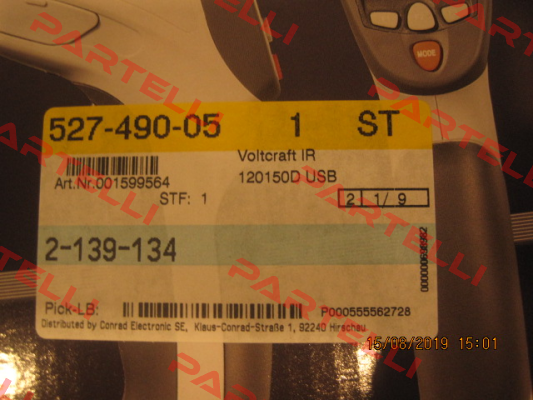 MODE
527-490-05 1 ST
Voltcraft IR
Art.Nr.001599564 120150D USB
STF: 1 2 1/ 9
2-139-134
Pick-LB: P000555562728
Distributed by Conrad Electronic SE, Klaus-Conrad-Straße 1, 92240 Hirschau
15/08/2019 15:01
PARTELLI
PARTELLI
PARTELLI
PARTELLI
PARTELLI
PARTELLI